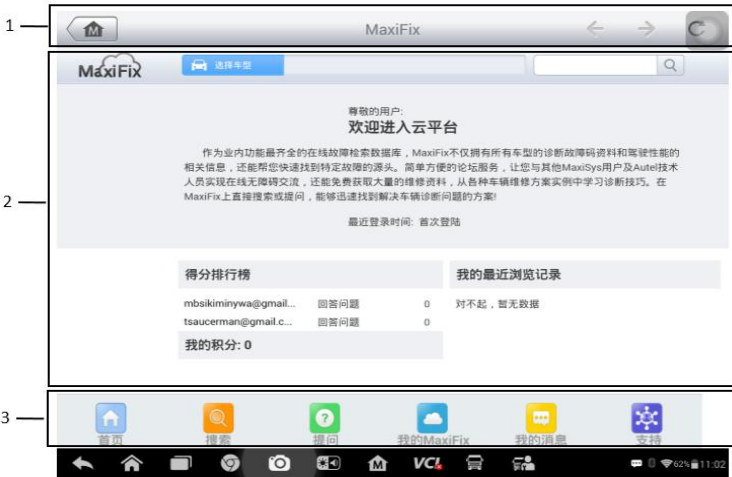 1
MaxiFix
MaxiFix
选择车型
尊敬的用户:
欢迎进入云平台
作为业内功能最齐全的在线故障检索数据库，MaxiFix不仅拥有所有车型的诊断故障码资料和驾驶性能的
相关信息，还能帮您快速找到特定故障的源头。简单方便的论坛服务，让您与其他MaxiSys用户及Autel技术
人员实现在线无障碍交流，还能免费获取大量的维修资料，从各种车辆维修方案实例中学习诊断技巧。在
MaxiFix上直接搜索或提问，能够迅速找到解决车辆诊断问题的方案!
最近登录时间: 首次登陆
2
得分排行榜
我的最近浏览记录
mbsikiminywa@gmail... 回答问题 0
对不起，暂无数据
tsaucerman@gmail.c... 回答问题 0
我的积分: 0
3
首页 搜索 提问 我的MaxiFix 我的消息 支持
M VCI 62% 11:02